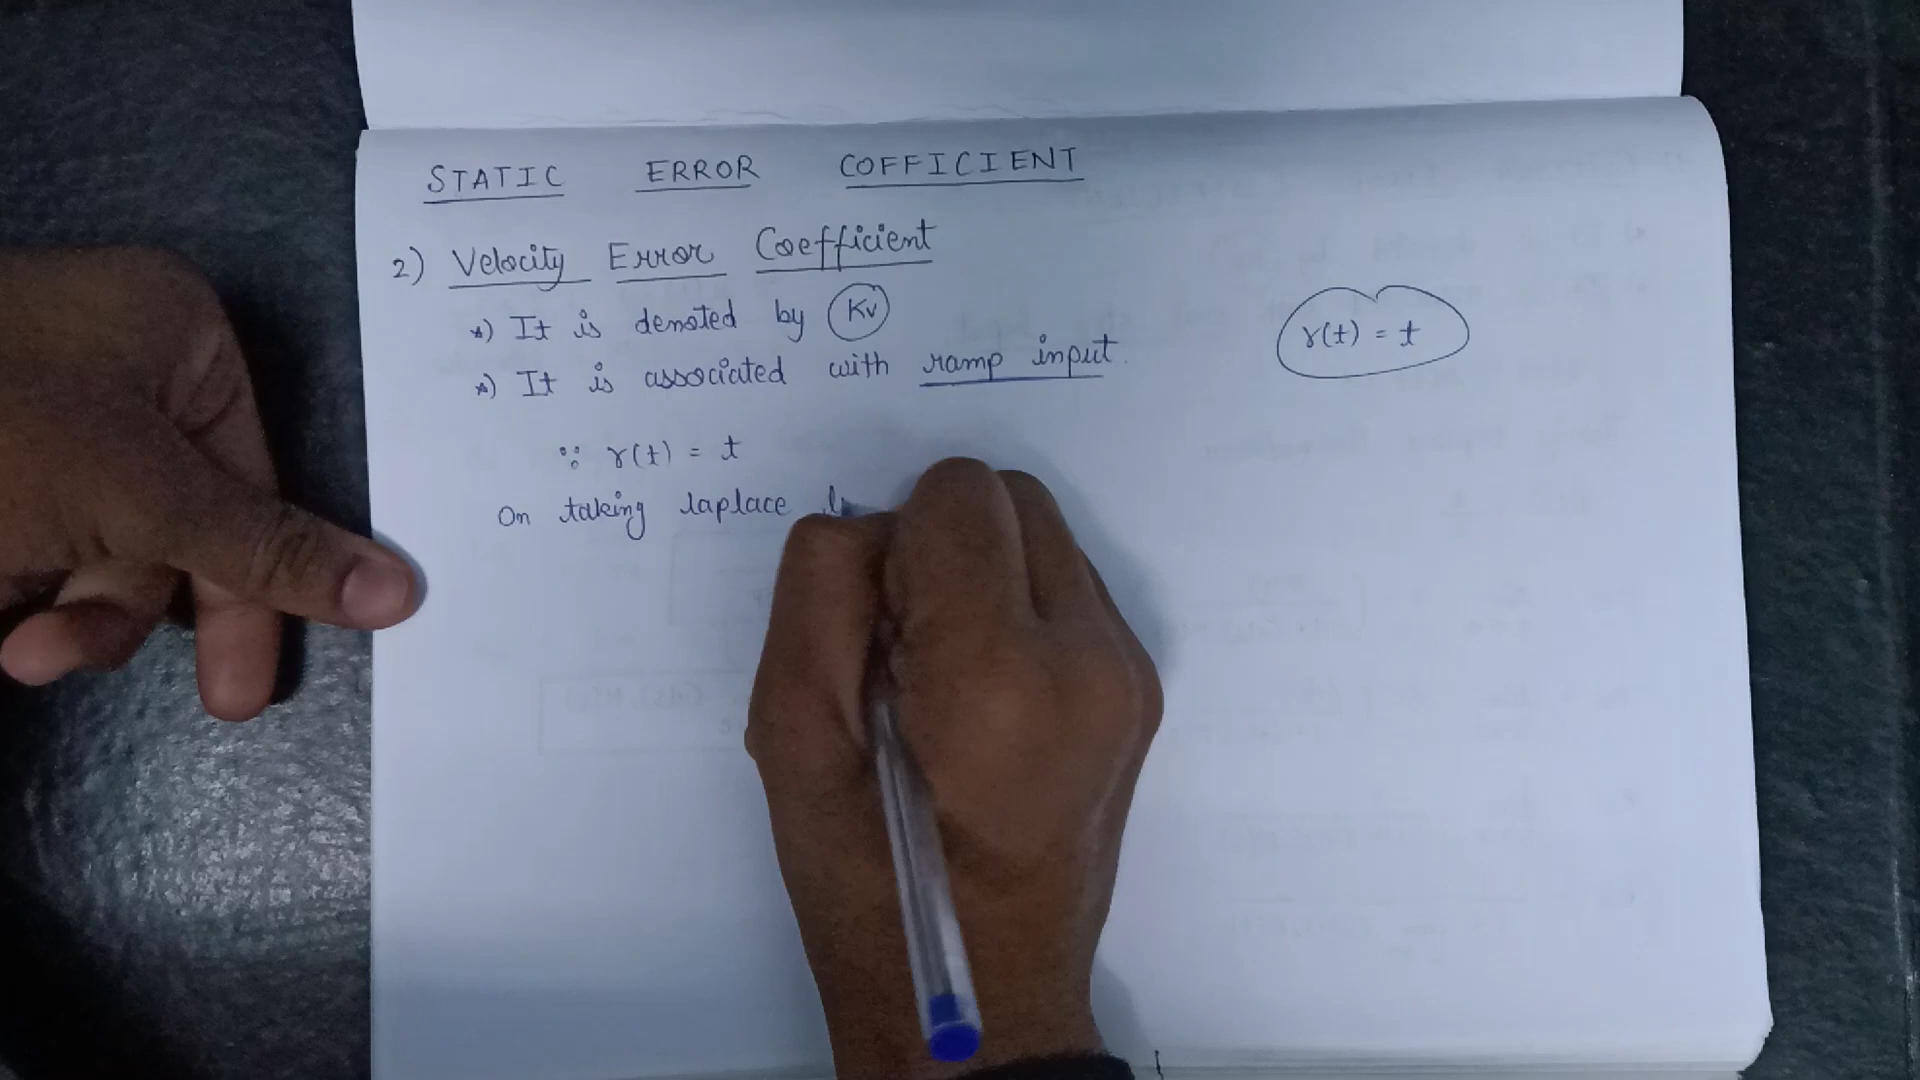 STATIC ERROR COFFICIENT
2) Velocity Error Coefficient
*) It is denoted by Kv
*) It is associated with ramp input.
r(t) = t
∵ r(t) = t
On taking laplace